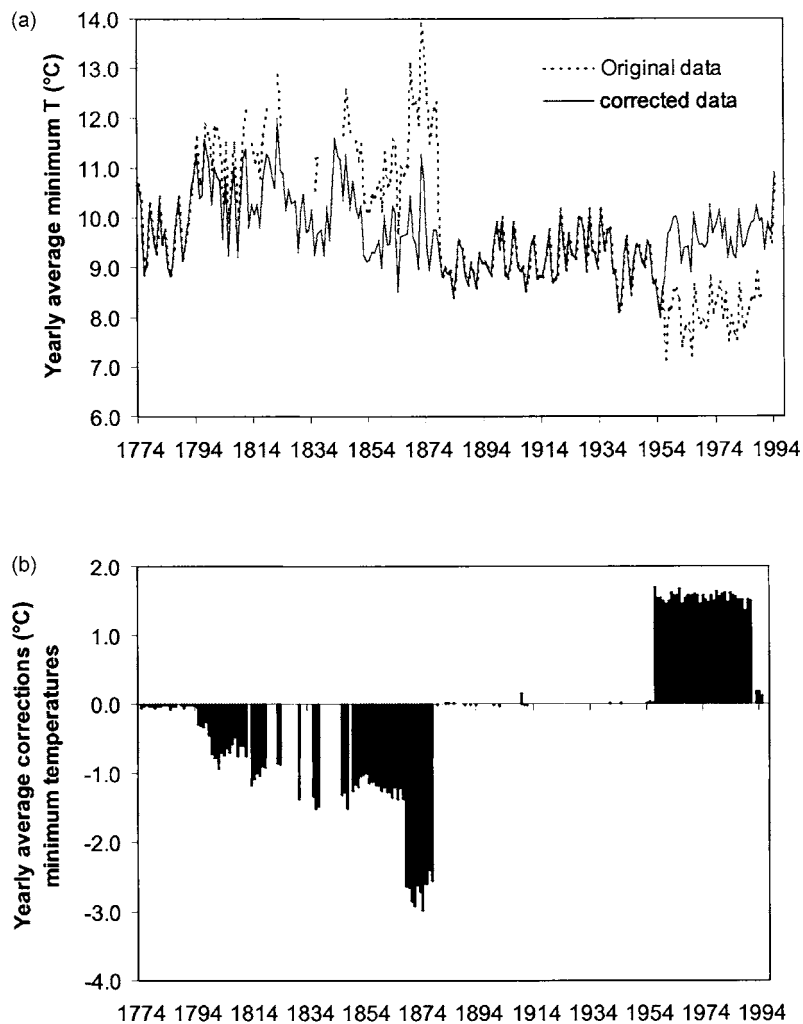 (a)
Yearly average minimum T (°C)
14.0
13.0
12.0
11.0
10.0
9.0
8.0
7.0
6.0
Original data
corrected data
1774 1794 1814 1834 1854 1874 1894 1914 1934 1954 1974 1994
(b)
Yearly average corrections (°C)
minimum temperatures
2.0
1.0
0.0
-1.0
-2.0
-3.0
-4.0
1774 1794 1814 1834 1854 1874 1894 1914 1934 1954 1974 1994